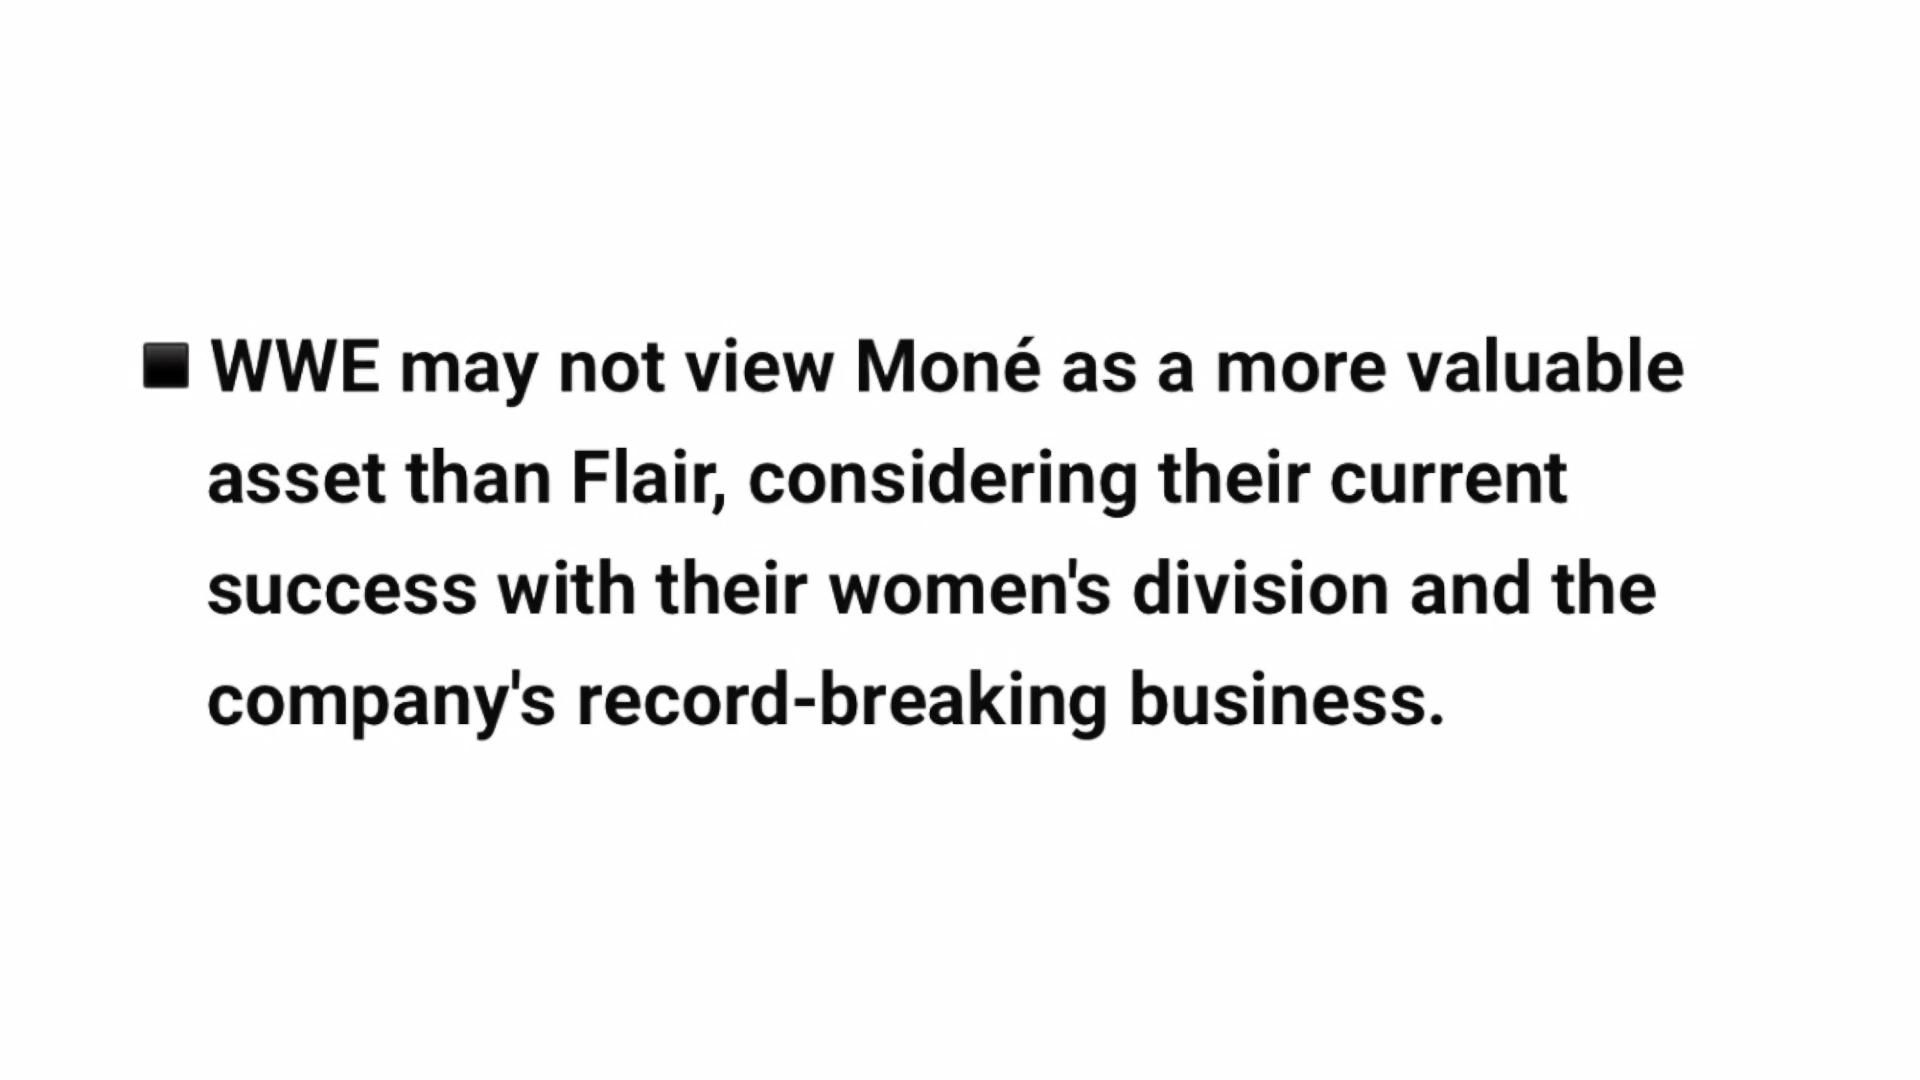 ■ WWE may not view Moné as a more valuable
asset than Flair, considering their current
success with their women's division and the
company's record-breaking business.